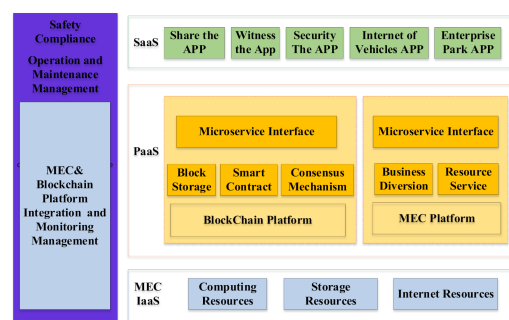 Safety
Compliance
Operation and
Maintenance
Management
MEC&
Blockchain
Platform
Integration and
Monitoring
Management
SaaS
Share the
APP
Witness
the App
Security
The APP
Internet of
Vehicles APP
Enterprise
Park APP
PaaS
Microservice Interface
Block
Storage
Smart
Contract
Consensus
Mechanism
BlockChain Platform
Microservice Interface
Business
Diversion
Resource
Service
MEC Platform
MEC
IaaS
Computing
Resources
Storage
Resources
Internet Resources